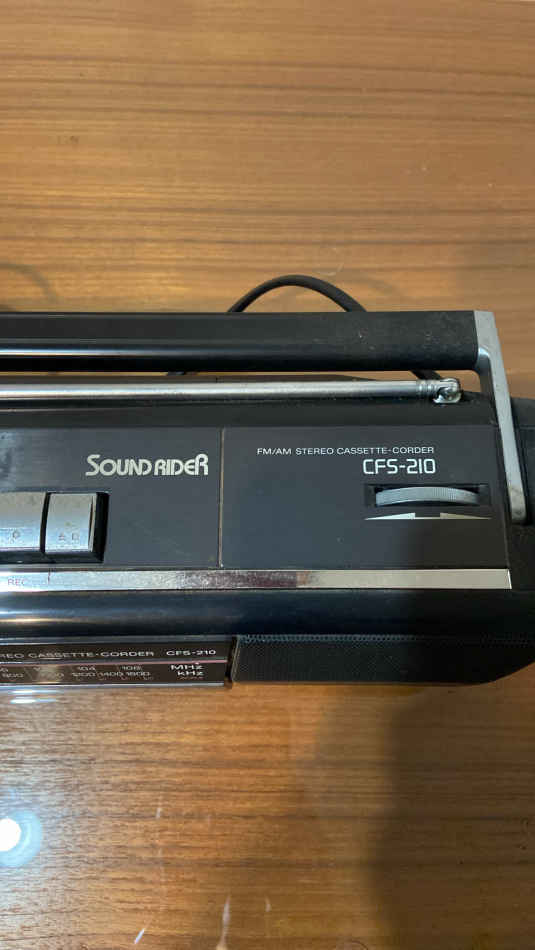 FM/AM STEREO CASSETTE-CORDER
CFS-210
SOUND RIDER
REC
CASSETTE-CORDER CFS-210
104 108 MHz
800 1200 1400 1600 kHz